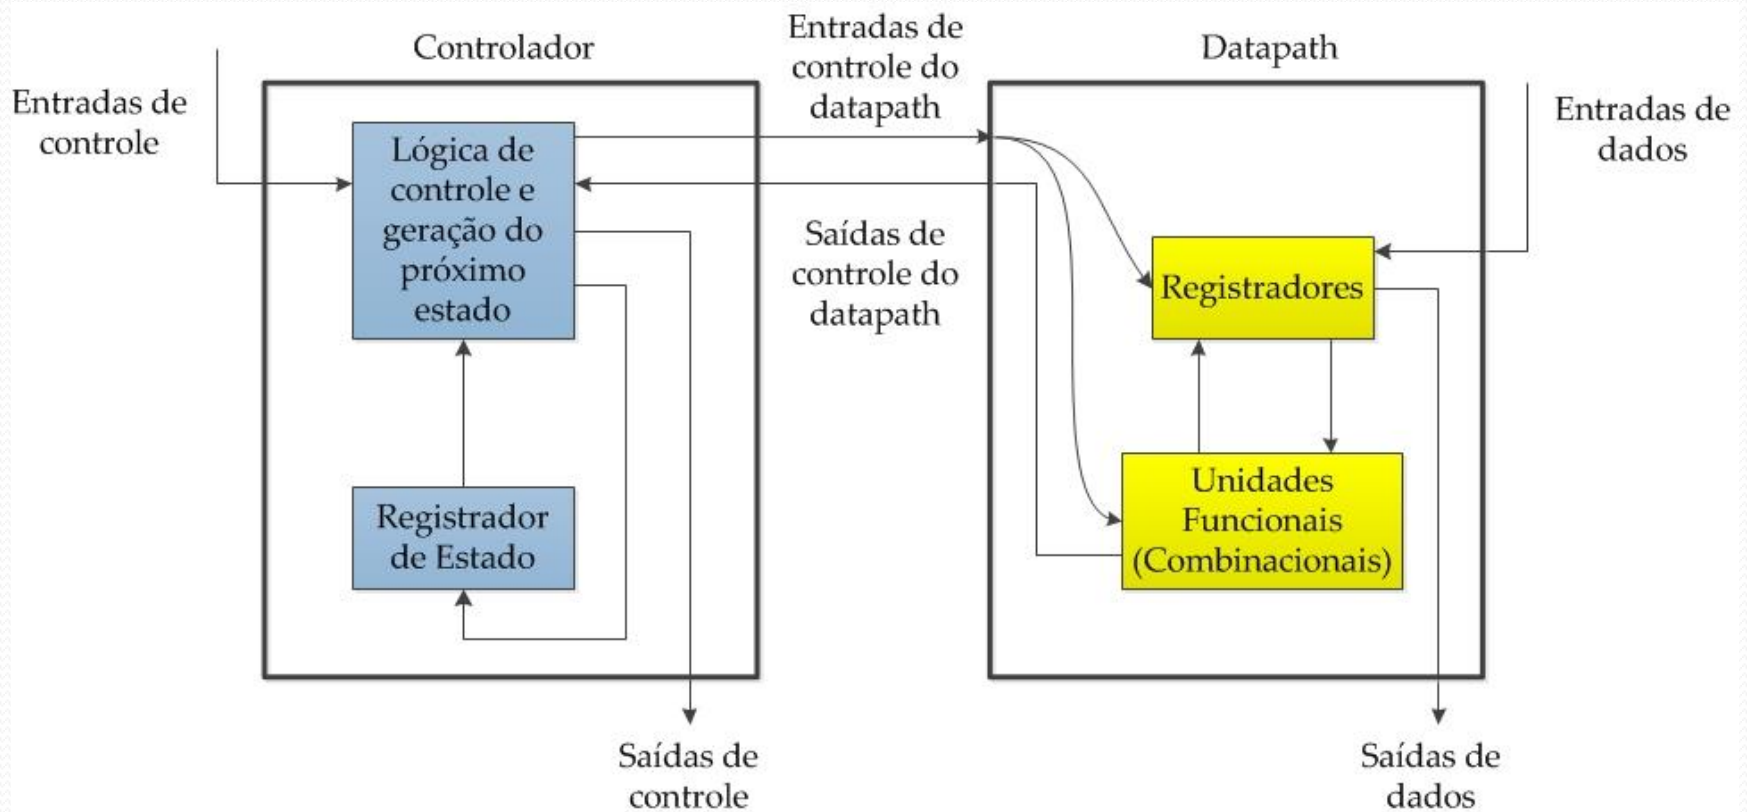 Controlador
Entradas de
controle do
datapath
Datapath
Entradas de
controle
Entradas de
dados
Lógica de
controle e
geração do
próximo
estado
Saídas de
controle do
datapath
Registradores
Registrador
de Estado
Unidades
Funcionais
(Combinacionais)
Saídas de
controle
Saídas de
dados